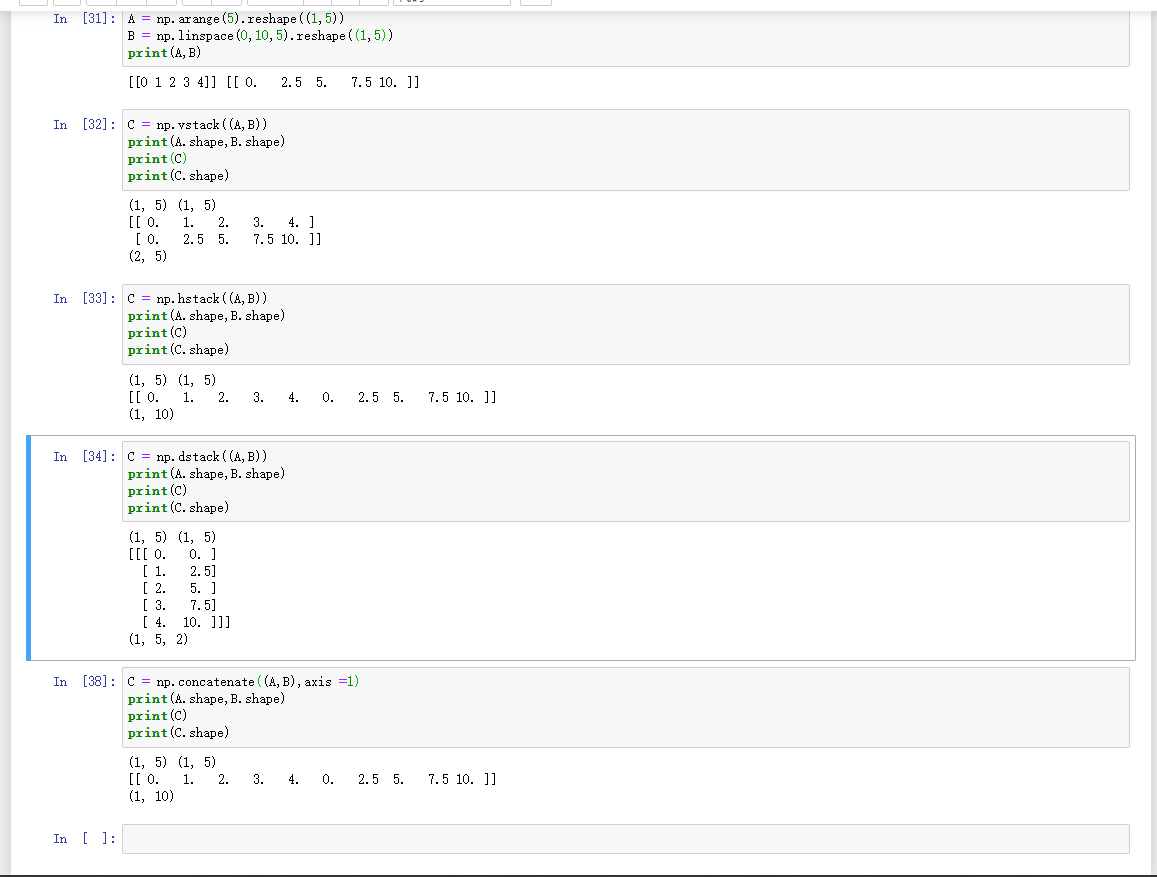 In [31]: A = np.arange(5).reshape((1,5))
B = np.linspace(0,10,5).reshape((1,5))
print(A,B)
[[0 1 2 3 4]] [[ 0.   2.5  5.   7.5 10. ]]
In [32]: C = np.vstack((A,B))
print(A.shape,B.shape)
print(C)
print(C.shape)
(1, 5) (1, 5)
[[ 0.   1.   2.   3.   4. ]
 [ 0.   2.5  5.   7.5 10. ]]
(2, 5)
In [33]: C = np.hstack((A,B))
print(A.shape,B.shape)
print(C)
print(C.shape)
(1, 5) (1, 5)
[[ 0.   1.   2.   3.   4.   0.   2.5  5.   7.5 10. ]]
(1, 10)
In [34]: C = np.dstack((A,B))
print(A.shape,B.shape)
print(C)
print(C.shape)
(1, 5) (1, 5)
[[[ 0.   0. ]
  [ 1.   2.5]
  [ 2.   5. ]
  [ 3.   7.5]
  [ 4.  10. ]]]
(1, 5, 2)
In [38]: C = np.concatenate((A,B),axis =1)
print(A.shape,B.shape)
print(C)
print(C.shape)
(1, 5) (1, 5)
[[ 0.   1.   2.   3.   4.   0.   2.5  5.   7.5 10. ]]
(1, 10)
In [ ]: